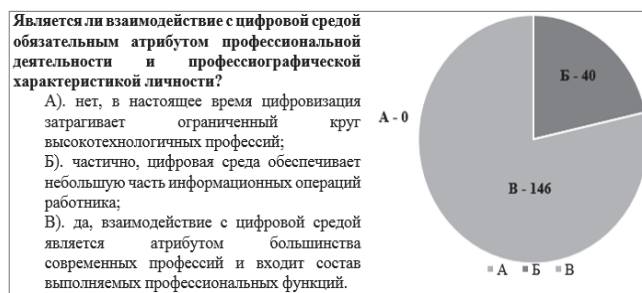 Является ли взаимодействие с цифровой средой
обязательным атрибутом профессиональной
деятельности и профессиографической
характеристикой личности?
А). нет, в настоящее время цифровизация
затрагивает ограниченный круг
высокотехнологичных профессий;
Б). частично, цифровая среда обеспечивает
небольшую часть информационных операций
работника;
В). да, взаимодействие с цифровой средой
является атрибутом большинства
современных профессий и входит состав
выполняемых профессиональных функций.
Б - 40
А - 0
В - 146
А Б В